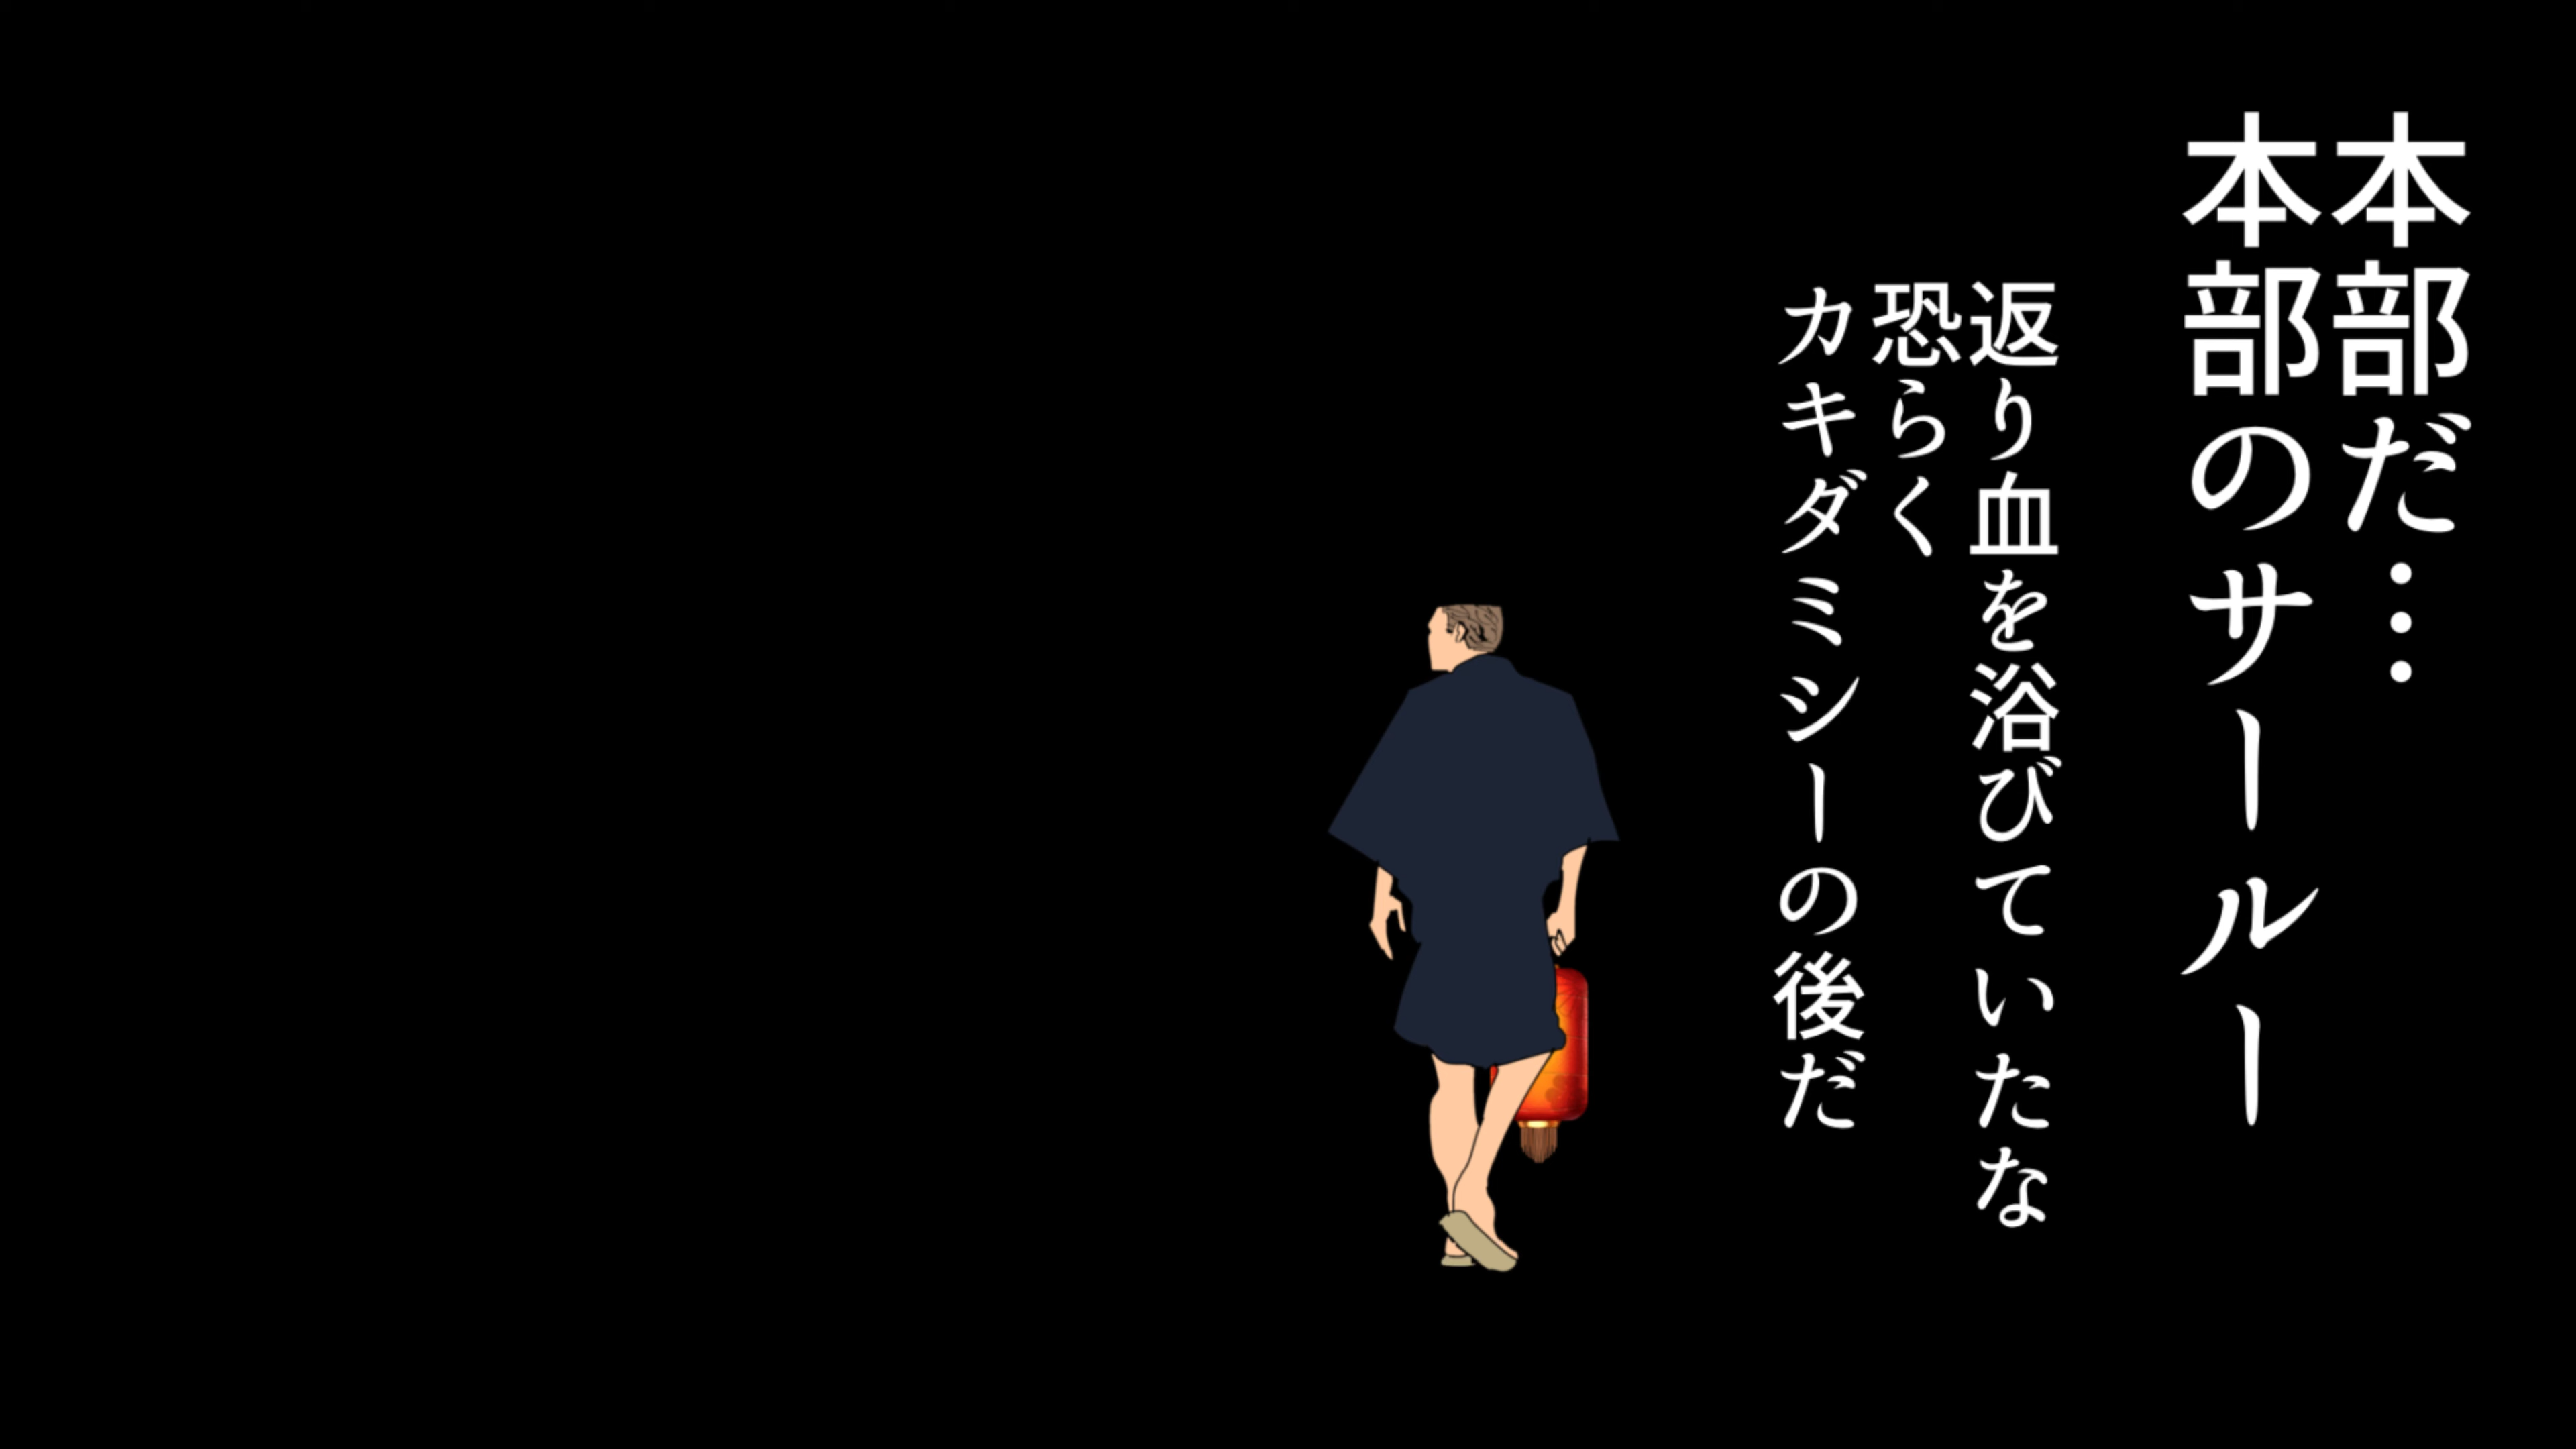 本部だ…
本部のサールー
返り血を浴びていたな
恐らく
カキダミシーの後だ